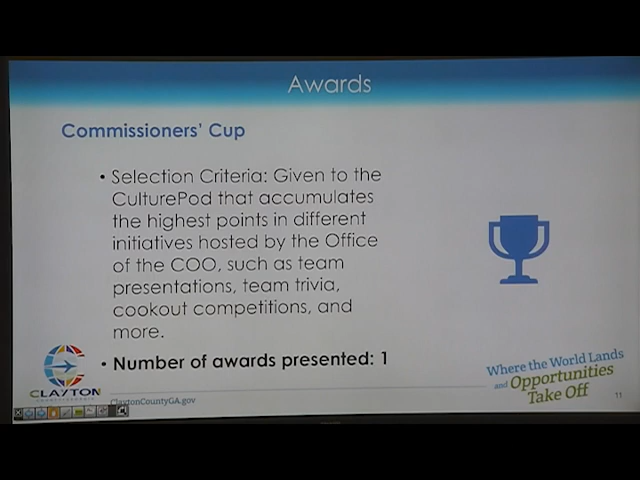 Awards
Commissioners' Cup
• Selection Criteria: Given to the
CulturePod that accumulates
the highest points in different
initiatives hosted by the Office
of the COO, such as team
presentations, team trivia,
cookout competitions, and
more.
• Number of awards presented: 1
CLAYTON
ClaytonCountyGA.gov
Where the World Lands
and Opportunities
Take Off
11